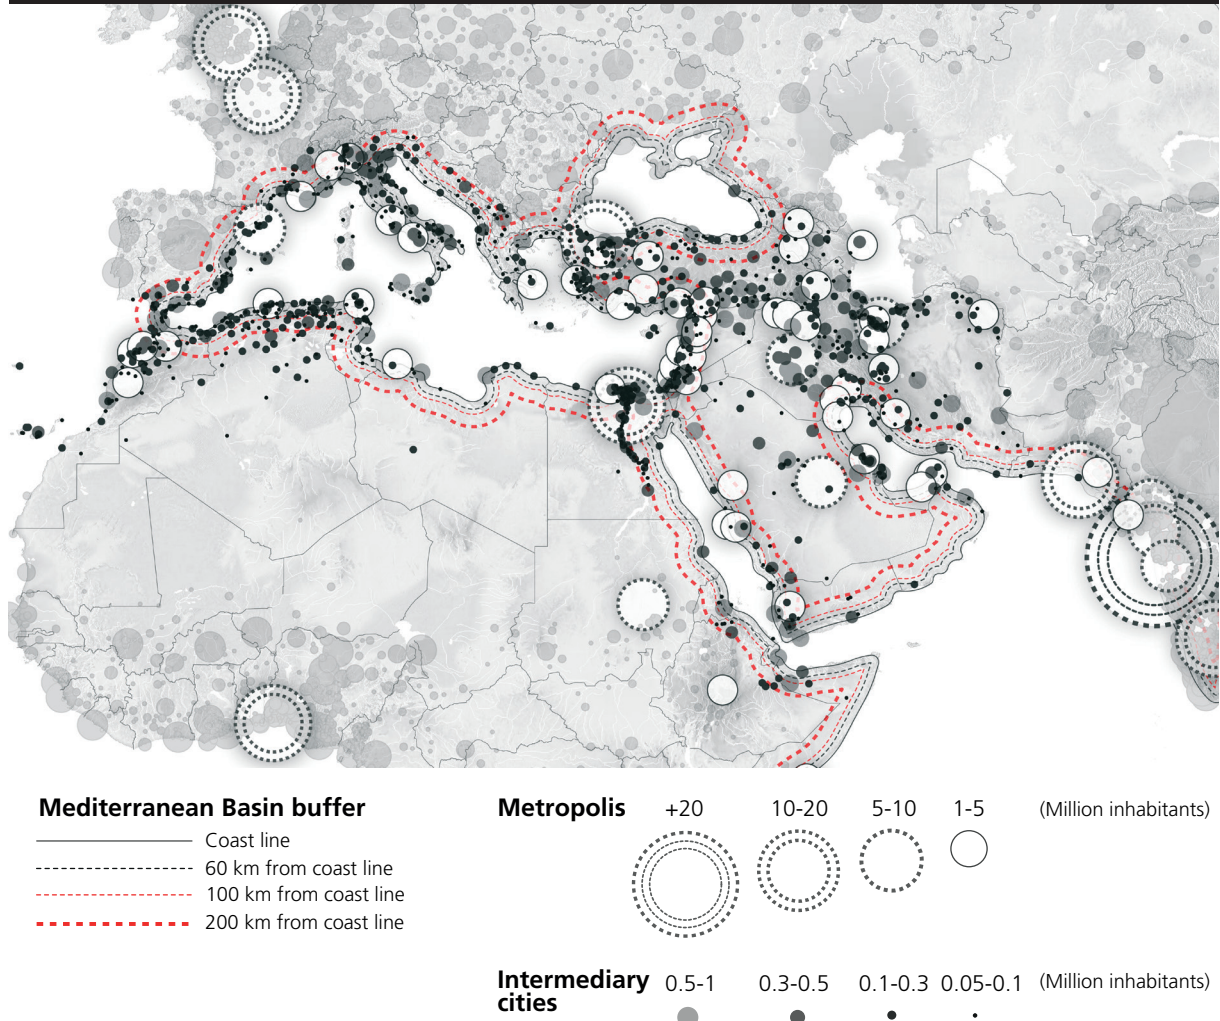 Mediterranean Basin buffer
Coast line
60 km from coast line
100 km from coast line
200 km from coast line
Metropolis +20 10-20 5-10 1-5 (Million inhabitants)
Intermediary cities 0.5-1 0.3-0.5 0.1-0.3 0.05-0.1 (Million inhabitants)